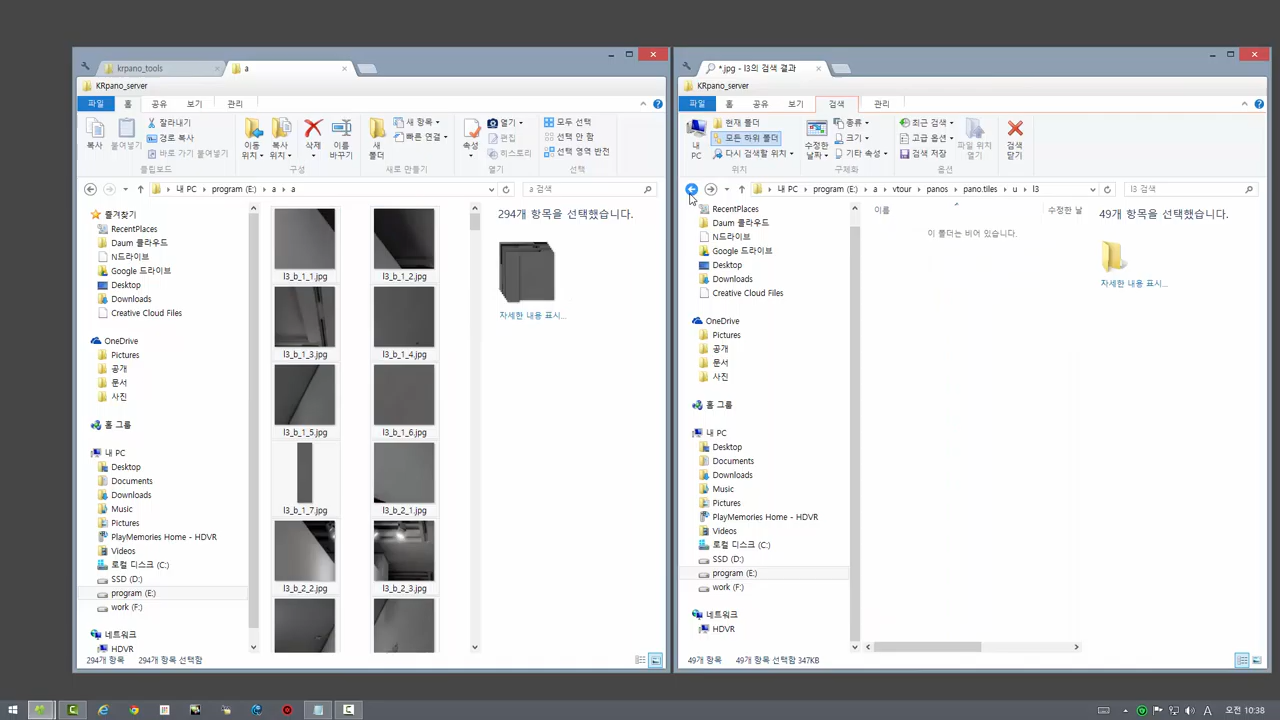 krpano_tools
a
KRpano_server
파일
홈
공유
보기
관리
복사
붙여넣기
잘라내기
경로 복사
바로 가기 붙여넣기
클립보드
이동 위치
복사 위치
삭제
이름 바꾸기
구성
새 폴더
새 항목
빠른 연결
새로 만들기
속성
열기
편집
히스토리
열기
모두 선택
선택 안 함
선택 영역 반전
선택
내 PC
program (E:)
a
a
a 검색
즐겨찾기
RecentPlaces
Daum 클라우드
N드라이브
Google 드라이브
Desktop
Downloads
Creative Cloud Files
OneDrive
Pictures
공개
문서
사진
홈 그룹
내 PC
Desktop
Documents
Downloads
Music
Pictures
PlayMemories Home - HDVR
Videos
로컬 디스크 (C:)
SSD (D:)
program (E:)
work (F:)
네트워크
HDVR
l3_b_1_1.jpg
l3_b_1_2.jpg
l3_b_1_3.jpg
l3_b_1_4.jpg
l3_b_1_5.jpg
l3_b_1_6.jpg
l3_b_1_7.jpg
l3_b_2_1.jpg
l3_b_2_2.jpg
l3_b_2_3.jpg
294개 항목을 선택했습니다.
자세한 내용 표시...
294개 항목
294개 항목 선택함
*.jpg - l3의 검색 결과
KRpano_server
파일
홈
공유
보기
검색
관리
내 PC
현재 폴더
모든 하위 폴더
다시 검색할 위치
위치
수정한 날짜
종류
크기
기타 속성
구체화
최근 검색
고급 옵션
검색 저장
파일 위치 열기
옵션
검색 닫기
내 PC
program (E:)
a
vtour
panos
pano.tiles
u
l3
l3 검색
RecentPlaces
Daum 클라우드
N드라이브
Google 드라이브
Desktop
Downloads
Creative Cloud Files
OneDrive
Pictures
공개
문서
사진
홈 그룹
내 PC
Desktop
Documents
Downloads
Music
Pictures
PlayMemories Home - HDVR
Videos
로컬 디스크 (C:)
SSD (D:)
program (E:)
work (F:)
네트워크
HDVR
이름
수정한 날
이 폴더는 비어 있습니다.
49개 항목을 선택했습니다.
자세한 내용 표시...
49개 항목
49개 항목 선택함 347KB
A
오전 10:38